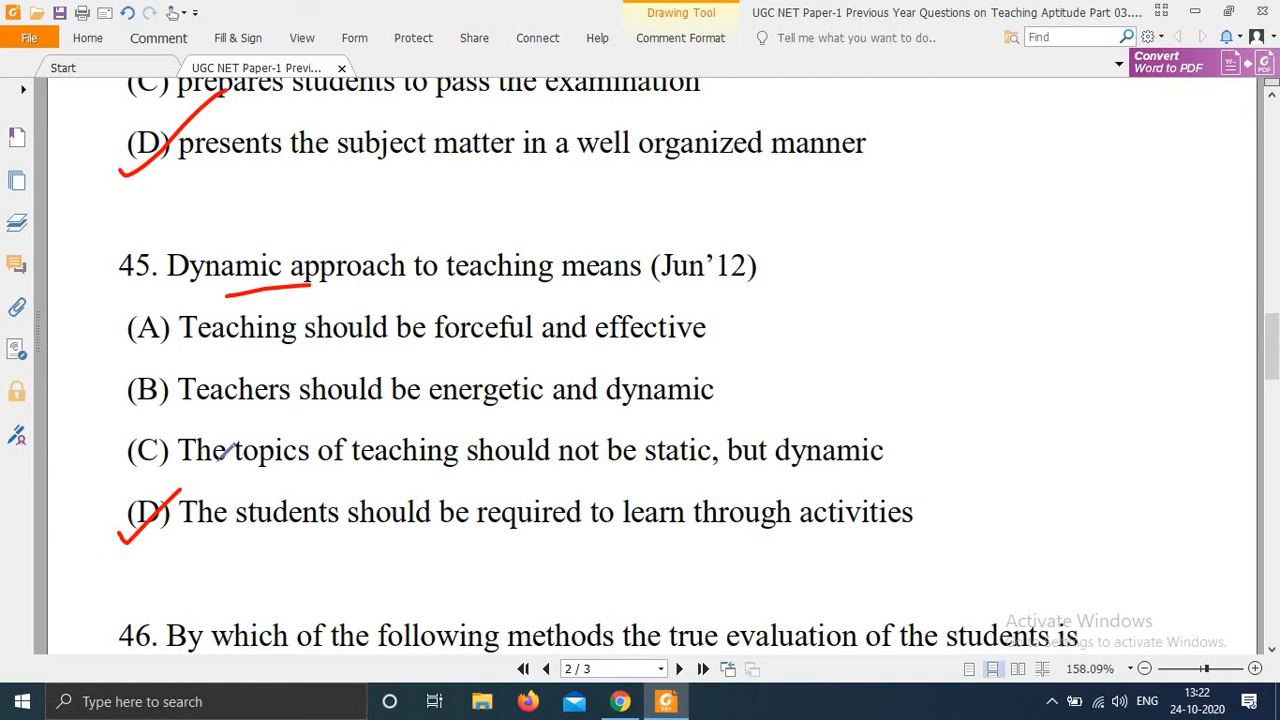 Drawing Tool
UGC NET Paper-1 Previous Year Questions on Teaching Aptitude Part 03....
File Home Comment Fill & Sign View Form Protect Share Connect Help Comment Format Tell me what you want to do.. Find
Start UGC NET Paper-1 Previ...
Convert
Word to PDF
(C) prepares students to pass the examination
(D) presents the subject matter in a well organized manner
45. Dynamic approach to teaching means (Jun’12)
(A) Teaching should be forceful and effective
(B) Teachers should be energetic and dynamic
(C) The topics of teaching should not be static, but dynamic
(D) The students should be required to learn through activities
46. By which of the following methods the true evaluation of the students is
Activate Windows
Go to Settings to activate Windows.
2 / 3 158.09%
Type here to search ENG 13:22
24-10-2020